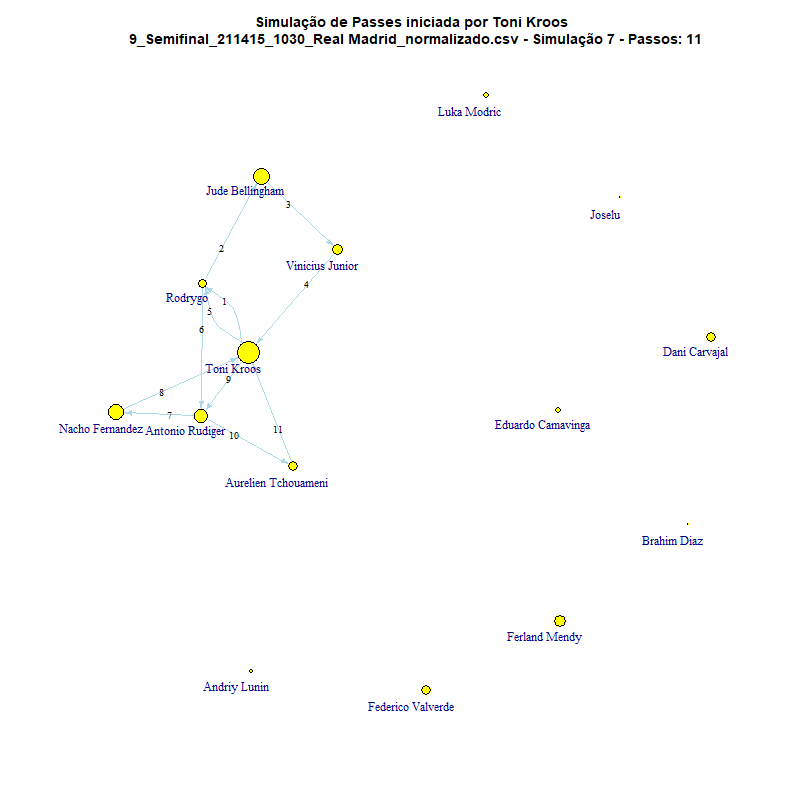 Simulação de Passes iniciada por Toni Kroos
9_Semifinal_211415_1030_Real Madrid_normalizado.csv - Simulação 7 - Passos: 11
Luka Modric
Jude Bellingham
3
Joselu
2
Vinicius Junior
4
Rodrygo
1
5
6
Dani Carvajal
Toni Kroos
9
8
7
Nacho Fernandez
Antonio Rudiger
Eduardo Camavinga
10
11
Aurelien Tchouameni
Brahim Diaz
Ferland Mendy
Andriy Lunin
Federico Valverde